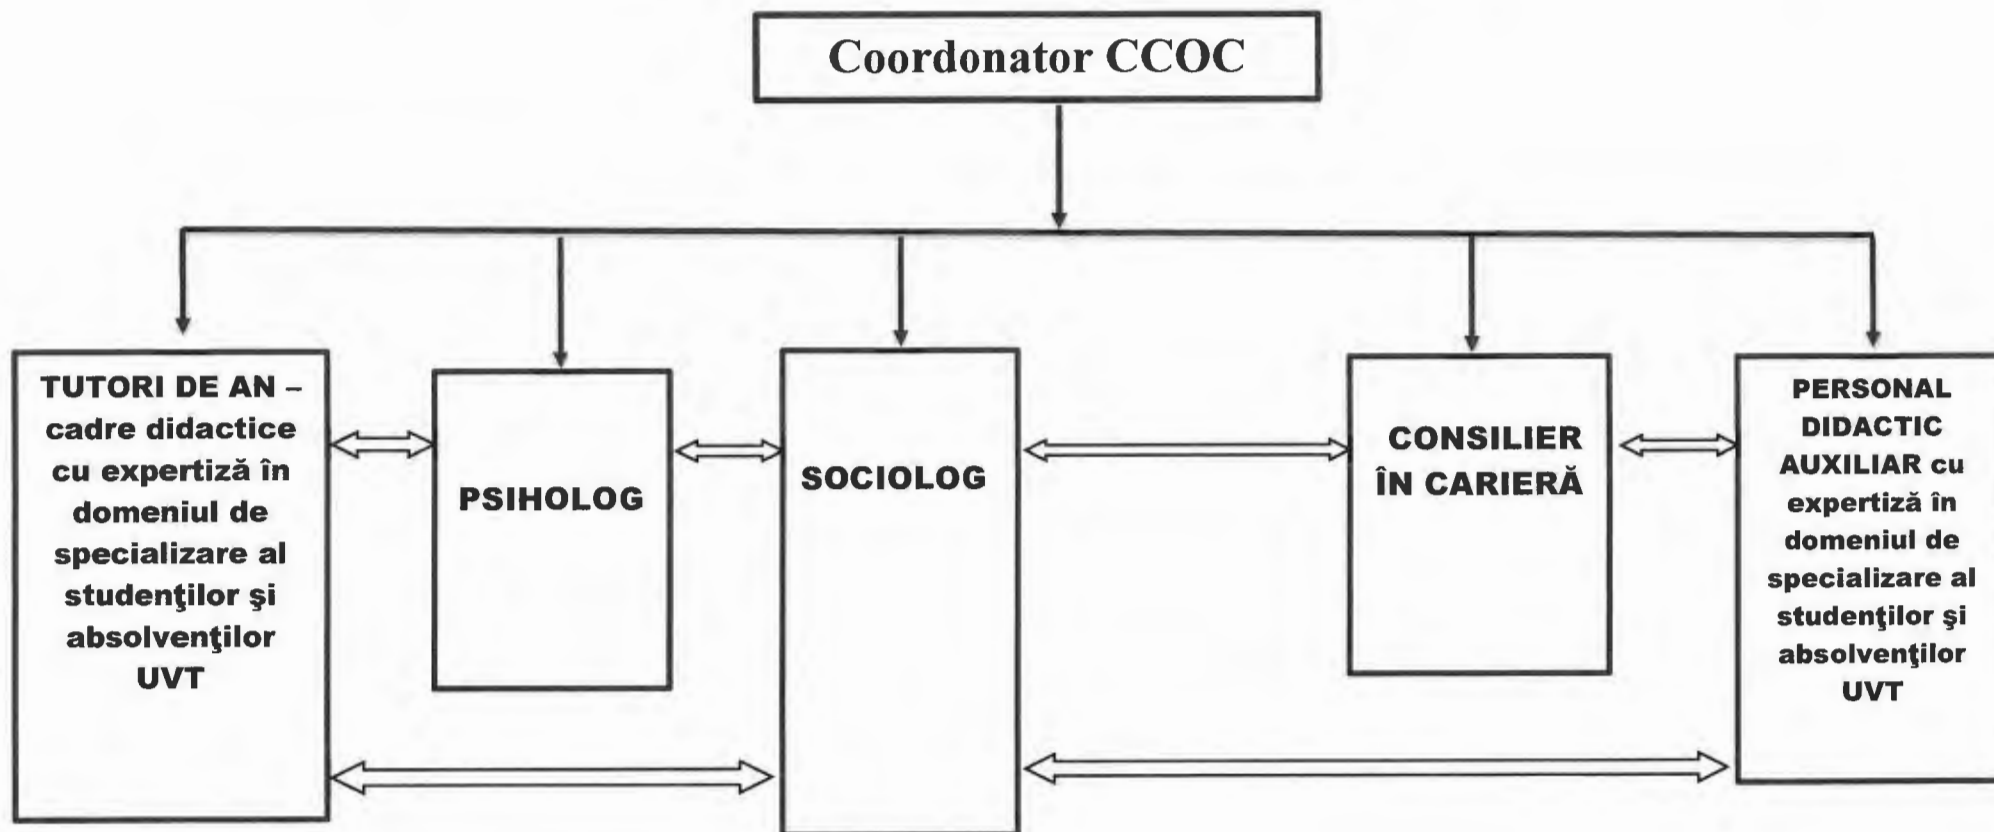 Coordonator CCOC
TUTORI DE AN –
cadre didactice
cu expertiză în
domeniul de
specializare al
studenţilor şi
absolvenţilor
UVT
PSIHOLOG
SOCIOLOG
CONSILIER
ÎN CARIERĂ
PERSONAL
DIDACTIC
AUXILIAR cu
expertiză în
domeniul de
specializare al
studenţilor şi
absolvenţilor
UVT